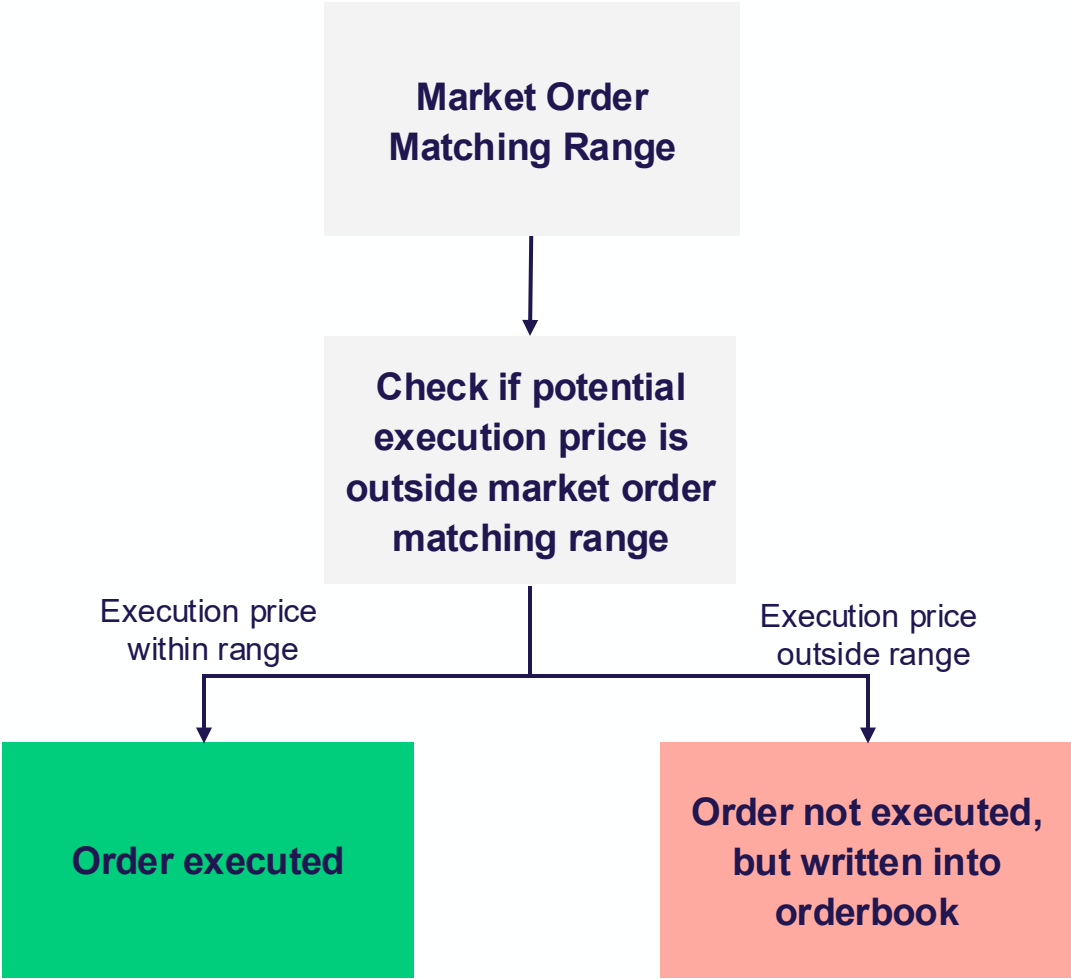 Market Order
Matching Range
Check if potential
execution price is
outside market order
matching range
Execution price
within range
Execution price
outside range
Order executed
Order not executed,
but written into
orderbook